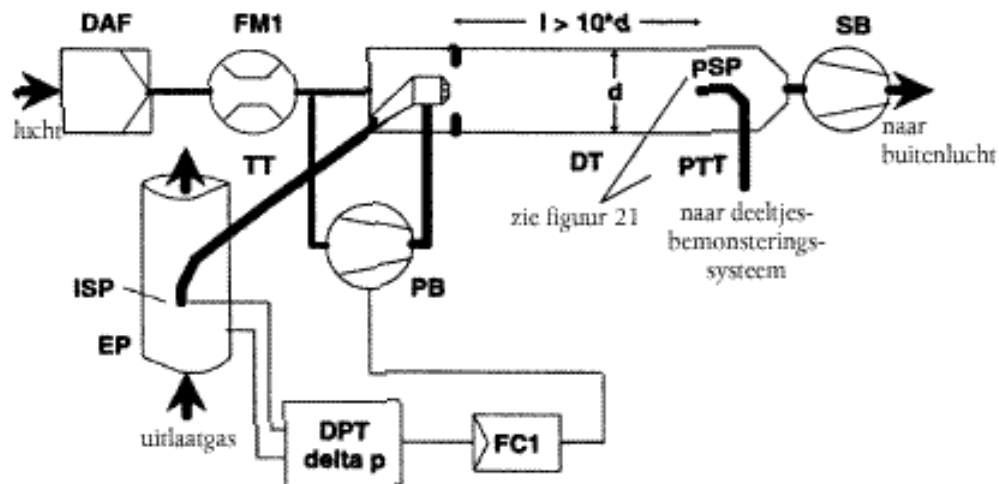 DAF
FM1
l > 10*d
SB
PSP
d
lucht
TT
DT
PTT
naar
buitenlucht
zie figuur 21
naar deeltjes-
bemonsterings-
systeem
ISP
PB
EP
uitlaatgas
DPT
delta p
FC1